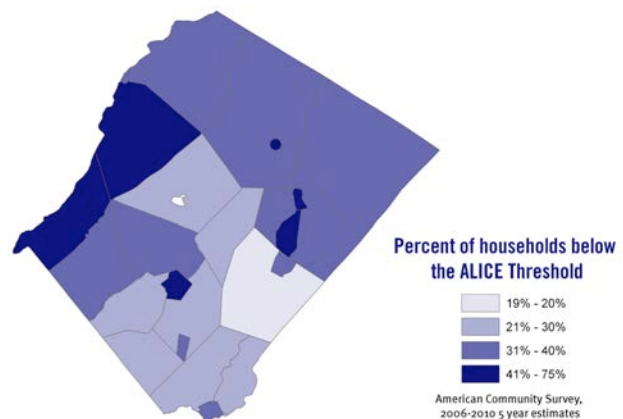 Percent of households below
the ALICE Threshold
19% - 20%
21% - 30%
31% - 40%
41% - 75%
American Community Survey,
2006-2010 5 year estimates